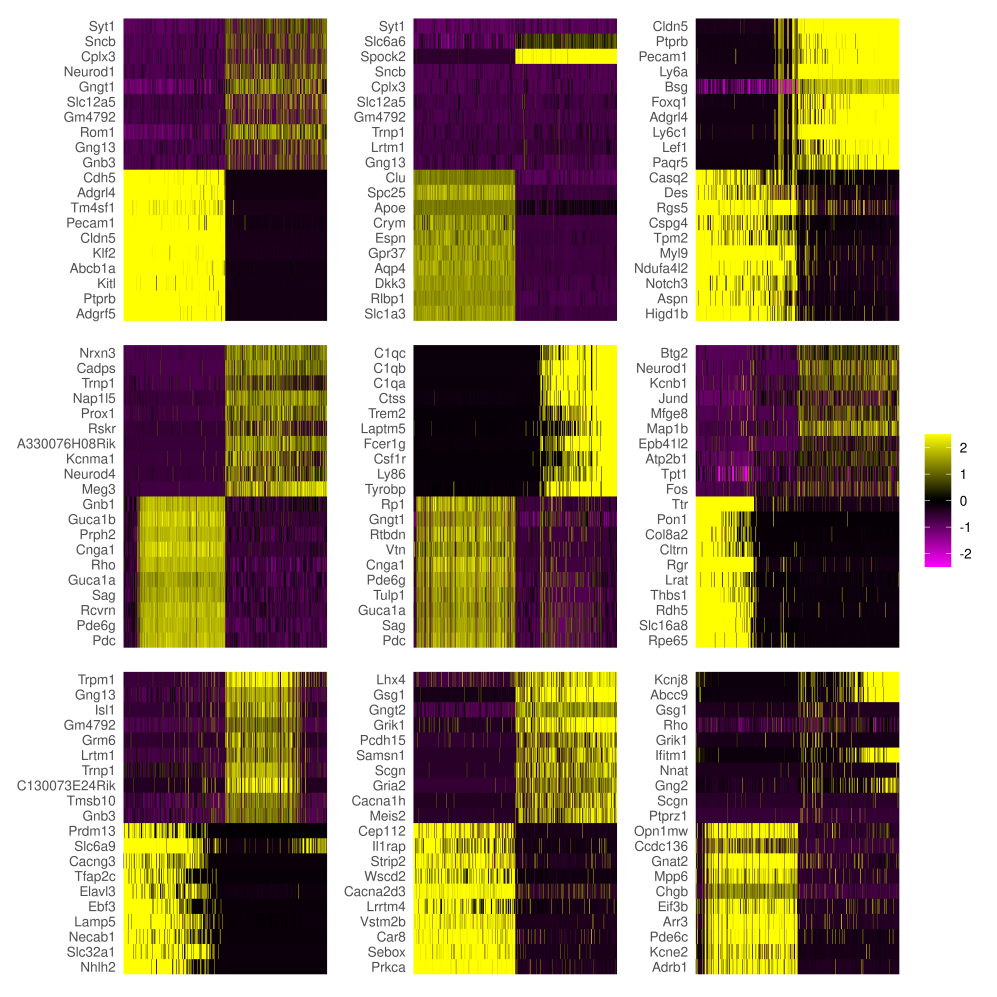 Syt1
Sncb
Cplx3
Neurod1
Gngt1
Slc12a5
Gm4792
Rom1
Gng13
Gnb3
Cdh5
Adgrl4
Tm4sf1
Pecam1
Cldn5
Klf2
Abcb1a
Kitl
Ptprb
Adgrf5
Syt1
Slc6a6
Spock2
Sncb
Cplx3
Slc12a5
Gm4792
Trnp1
Lrtm1
Gng13
Clu
Spc25
Apoe
Crym
Espn
Gpr37
Aqp4
Dkk3
Rlbp1
Slc1a3
Cldn5
Ptprb
Pecam1
Ly6a
Bsg
Foxq1
Adgrl4
Ly6c1
Lef1
Paqr5
Casq2
Des
Rgs5
Cspg4
Tpm2
Myl9
Ndufa4l2
Notch3
Aspn
Higd1b
Nrxn3
Cadps
Trnp1
Nap1l5
Prox1
Rskr
A330076H08Rik
Kcnma1
Neurod4
Meg3
Gnb1
Guca1b
Prph2
Cnga1
Rho
Guca1a
Sag
Rcvrn
Pde6g
Pdc
C1qc
C1qb
C1qa
Ctss
Trem2
Laptm5
Fcer1g
Csf1r
Ly86
Tyrobp
Rp1
Gngt1
Rtbdn
Vtn
Cnga1
Pde6g
Tulp1
Guca1a
Sag
Pdc
Btg2
Neurod1
Kcnb1
Jund
Mfge8
Map1b
Epb41l2
Atp2b1
Tpt1
Fos
Ttr
Pon1
Col8a2
Cltrn
Rgr
Lrat
Thbs1
Rdh5
Slc16a8
Rpe65
2
1
0
-1
-2
Trpm1
Gng13
Isl1
Gm4792
Grm6
Lrtm1
Trnp1
C130073E24Rik
Tmsb10
Gnb3
Prdm13
Slc6a9
Cacng3
Tfap2c
Elavl3
Ebf3
Lamp5
Necab1
Slc32a1
Nhlh2
Lhx4
Gsg1
Gngt2
Grik1
Pcdh15
Samsn1
Scgn
Gria2
Cacna1h
Meis2
Cep112
Il1rap
Strip2
Wscd2
Cacna2d3
Lrrtm4
Vstm2b
Car8
Sebox
Prkca
Kcnj8
Abcc9
Gsg1
Rho
Grik1
Ifitm1
Nnat
Gng2
Scgn
Ptprz1
Opn1mw
Ccdc136
Gnat2
Mpp6
Chgb
Eif3b
Arr3
Pde6c
Kcne2
Adrb1